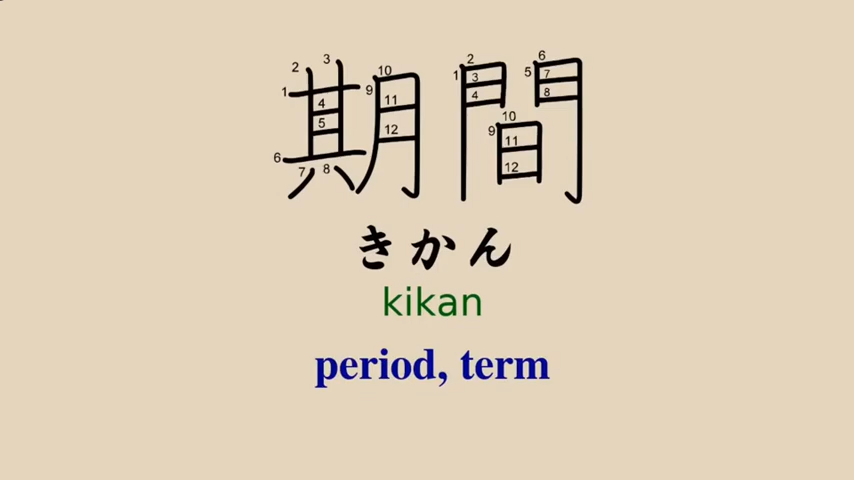 期間
きかん
kikan
period, term